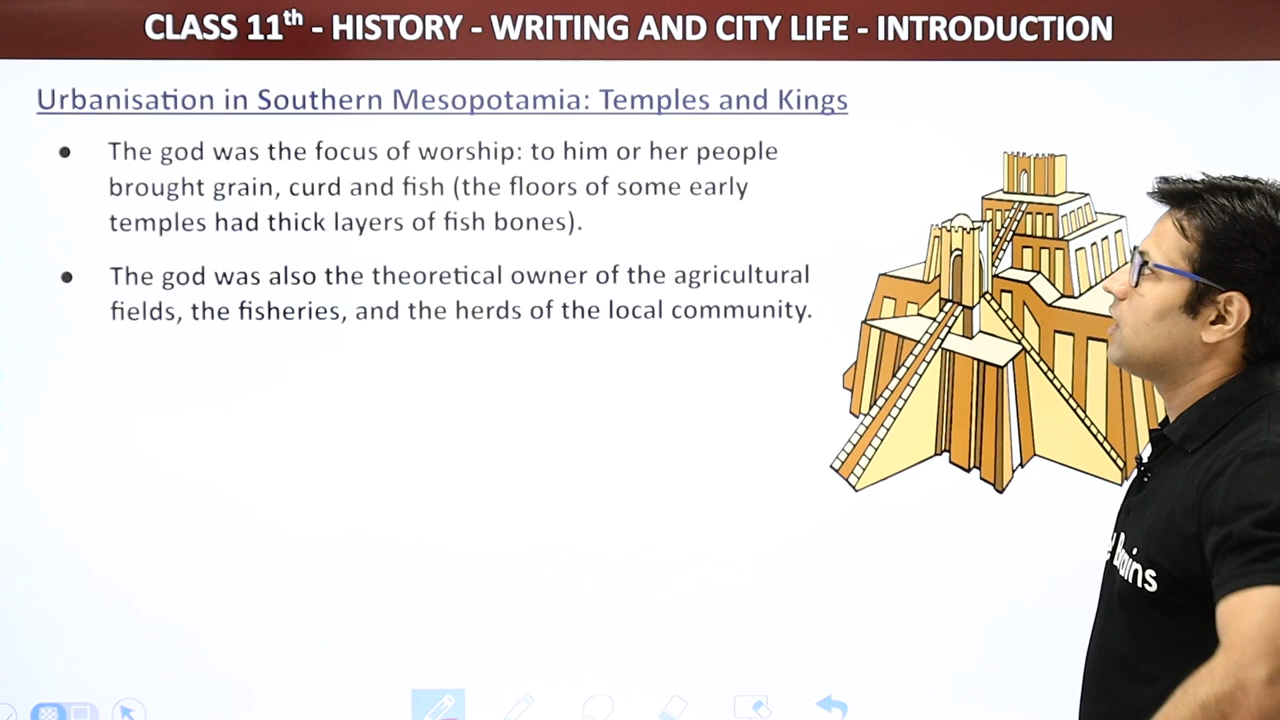 CLASS 11th - HISTORY - WRITING AND CITY LIFE - INTRODUCTION
Urbanisation in Southern Mesopotamia: Temples and Kings
● The god was the focus of worship: to him or her people
brought grain, curd and fish (the floors of some early
temples had thick layers of fish bones).
● The god was also the theoretical owner of the agricultural
fields, the fisheries, and the herds of the local community.